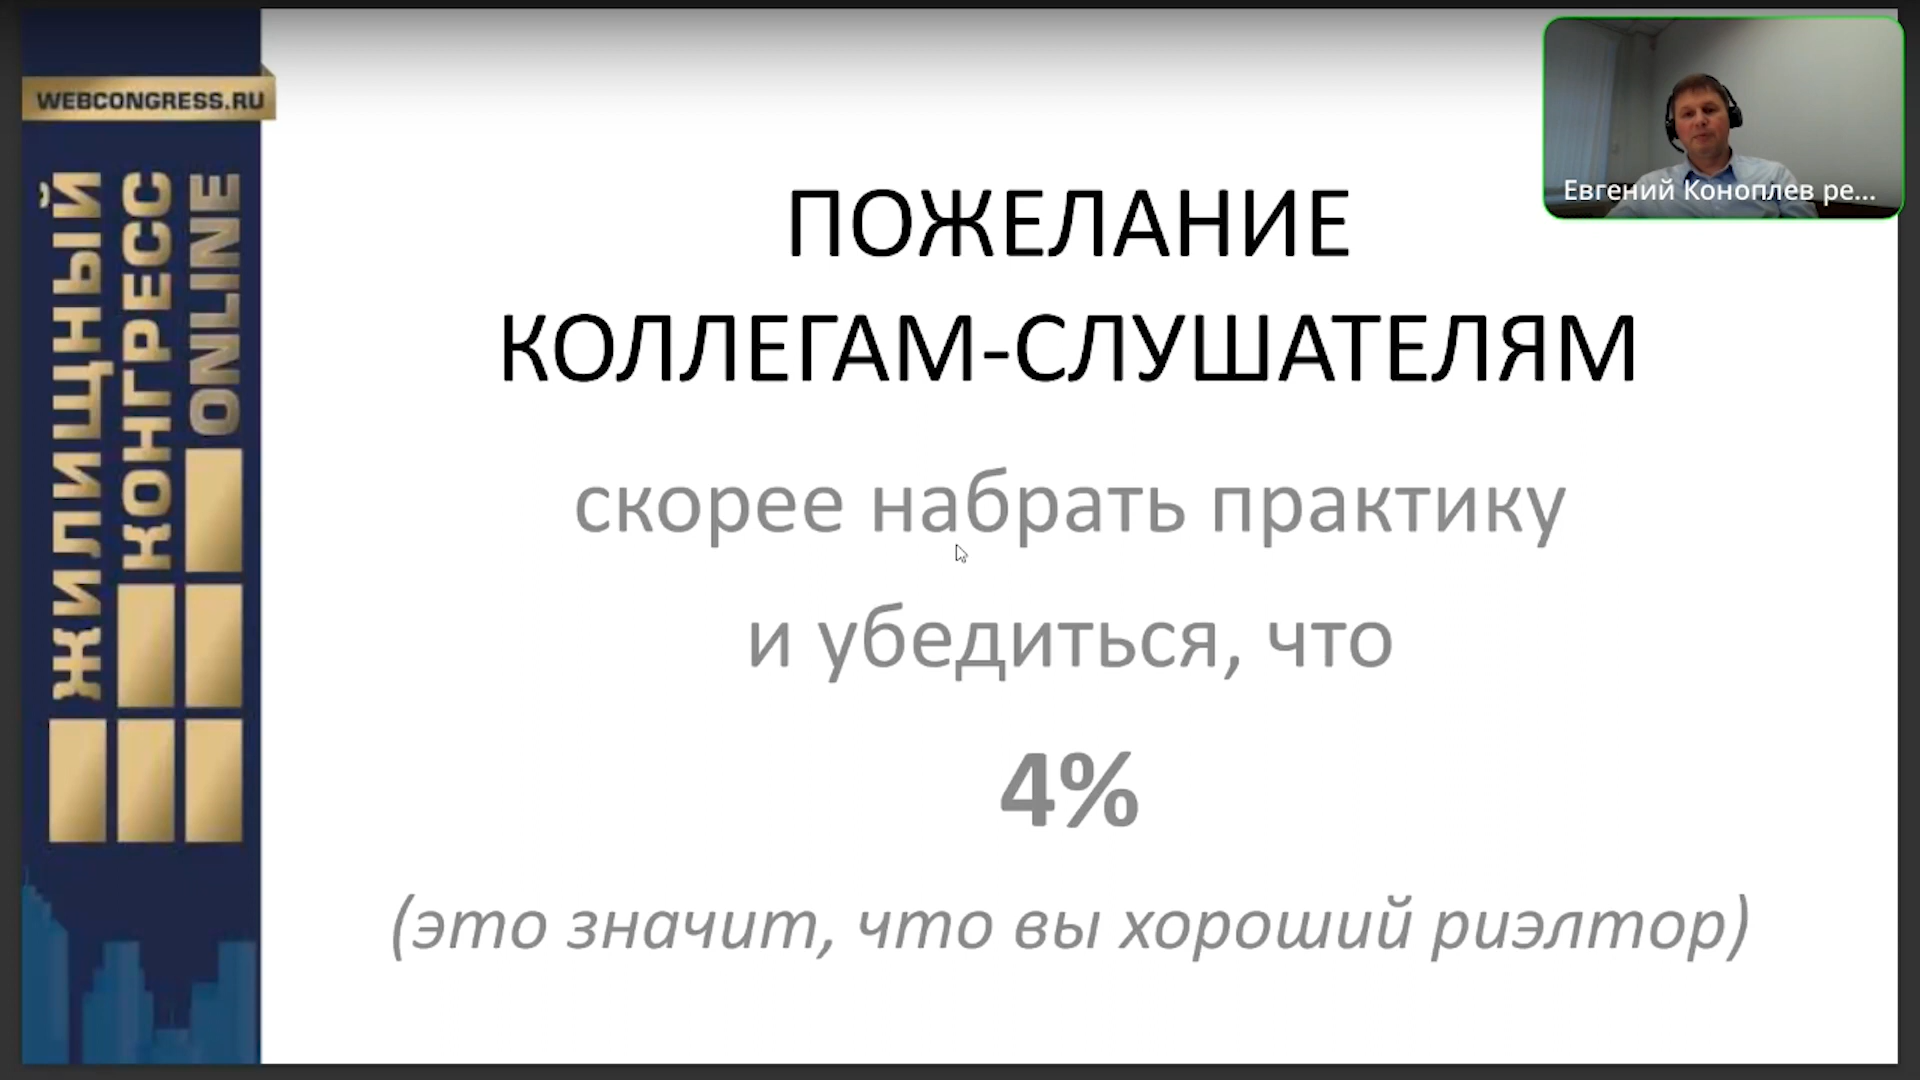 WEBCONGRESS.RU
ЖИЛИЩНЫЙ
КОНГРЕСС
ONLINE
Евгений Коноплев ре...
ПОЖЕЛАНИЕ
КОЛЛЕГАМ-СЛУШАТЕЛЯМ
скорее набрать практику
и убедиться, что
4%
(это значит, что вы хороший риэлтор)